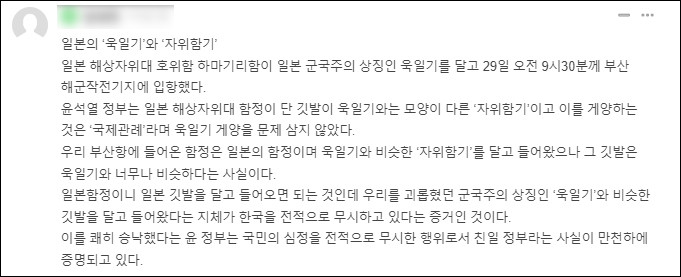 일본의 ‘욱일기’와 ‘자위함기’
일본 해상자위대 호위함 하마기리함이 일본 군국주의 상징인 욱일기를 달고 29일 오전 9시30분께 부산
해군작전기지에 입항했다.
윤석열 정부는 일본 해상자위대 함정이 단 깃발이 욱일기와는 모양이 다른 ‘자위함기’이고 이를 게양하는
것은 ‘국제관례’라며 욱일기 게양을 문제 삼지 않았다.
우리 부산항에 들어온 함정은 일본의 함정이며 욱일기와 비슷한 ‘자위함기’를 달고 들어왔으나 그 깃발은
욱일기와 너무나 비슷하다는 사실이다.
일본함정이니 일본 깃발을 달고 들어오면 되는 것인데 우리를 괴롭혔던 군국주의 상징인 ‘욱일기’와 비슷한
깃발을 달고 들어왔다는 지체가 한국을 전적으로 무시하고 있다는 증거인 것이다.
이를 쾌히 승낙했다는 윤 정부는 국민의 심정을 전적으로 무시한 행위로서 친일 정부라는 사실이 만천하에
증명되고 있다.